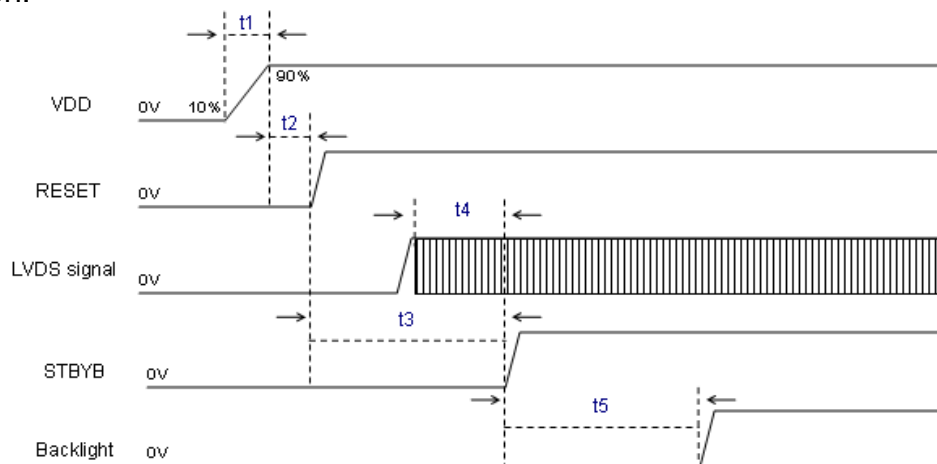 t1
90%
VDD 0V 10%
t2
RESET 0V
t4
LVDS signal 0V
t3
STBYB 0V
t5
Backlight 0V